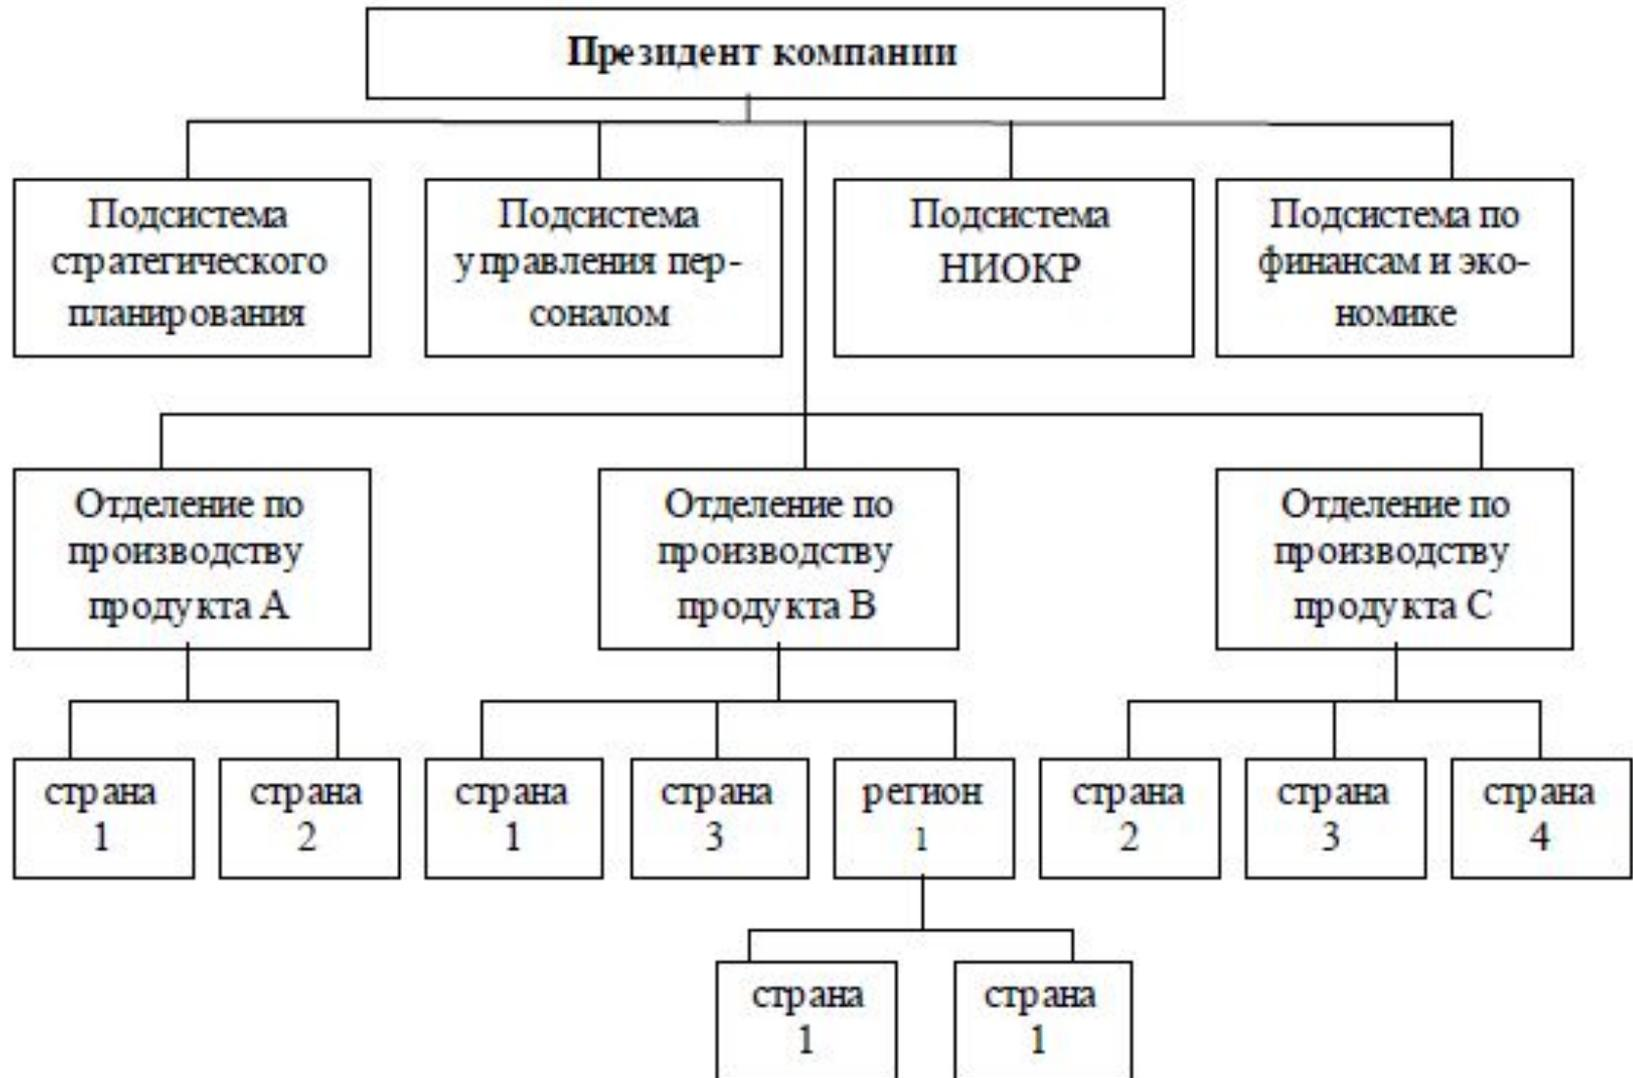 Президент компании
Подсистема
стратегического
планирования
Подсистема
управления пер-
соналом
Подсистема
НИОКР
Подсистема по
финансам и эко-
номике
Отделение по
производству
продукта А
Отделение по
производству
продукта В
Отделение по
производству
продукта С
страна
1
страна
2
страна
1
страна
3
регион
1
страна
2
страна
3
страна
4
страна
1
страна
1